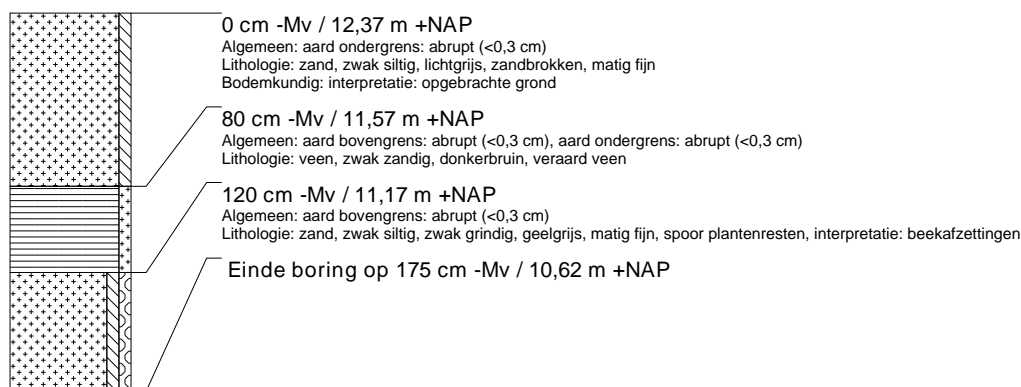 0 cm -Mv / 12,37 m +NAP
Algemeen: aard ondergrens: abrupt (<0,3 cm)
Lithologie: zand, zwak siltig, lichtgrijs, zandbrokken, matig fijn
Bodemkundig: interpretatie: opgebrachte grond
80 cm -Mv / 11,57 m +NAP
Algemeen: aard bovengrens: abrupt (<0,3 cm), aard ondergrens: abrupt (<0,3 cm)
Lithologie: veen, zwak zandig, donkerbruin, veraard veen
120 cm -Mv / 11,17 m +NAP
Algemeen: aard bovengrens: abrupt (<0,3 cm)
Lithologie: zand, zwak siltig, zwak grindig, geelgrijs, matig fijn, spoor plantenresten, interpretatie: beekafzettingen
Einde boring op 175 cm -Mv / 10,62 m +NAP